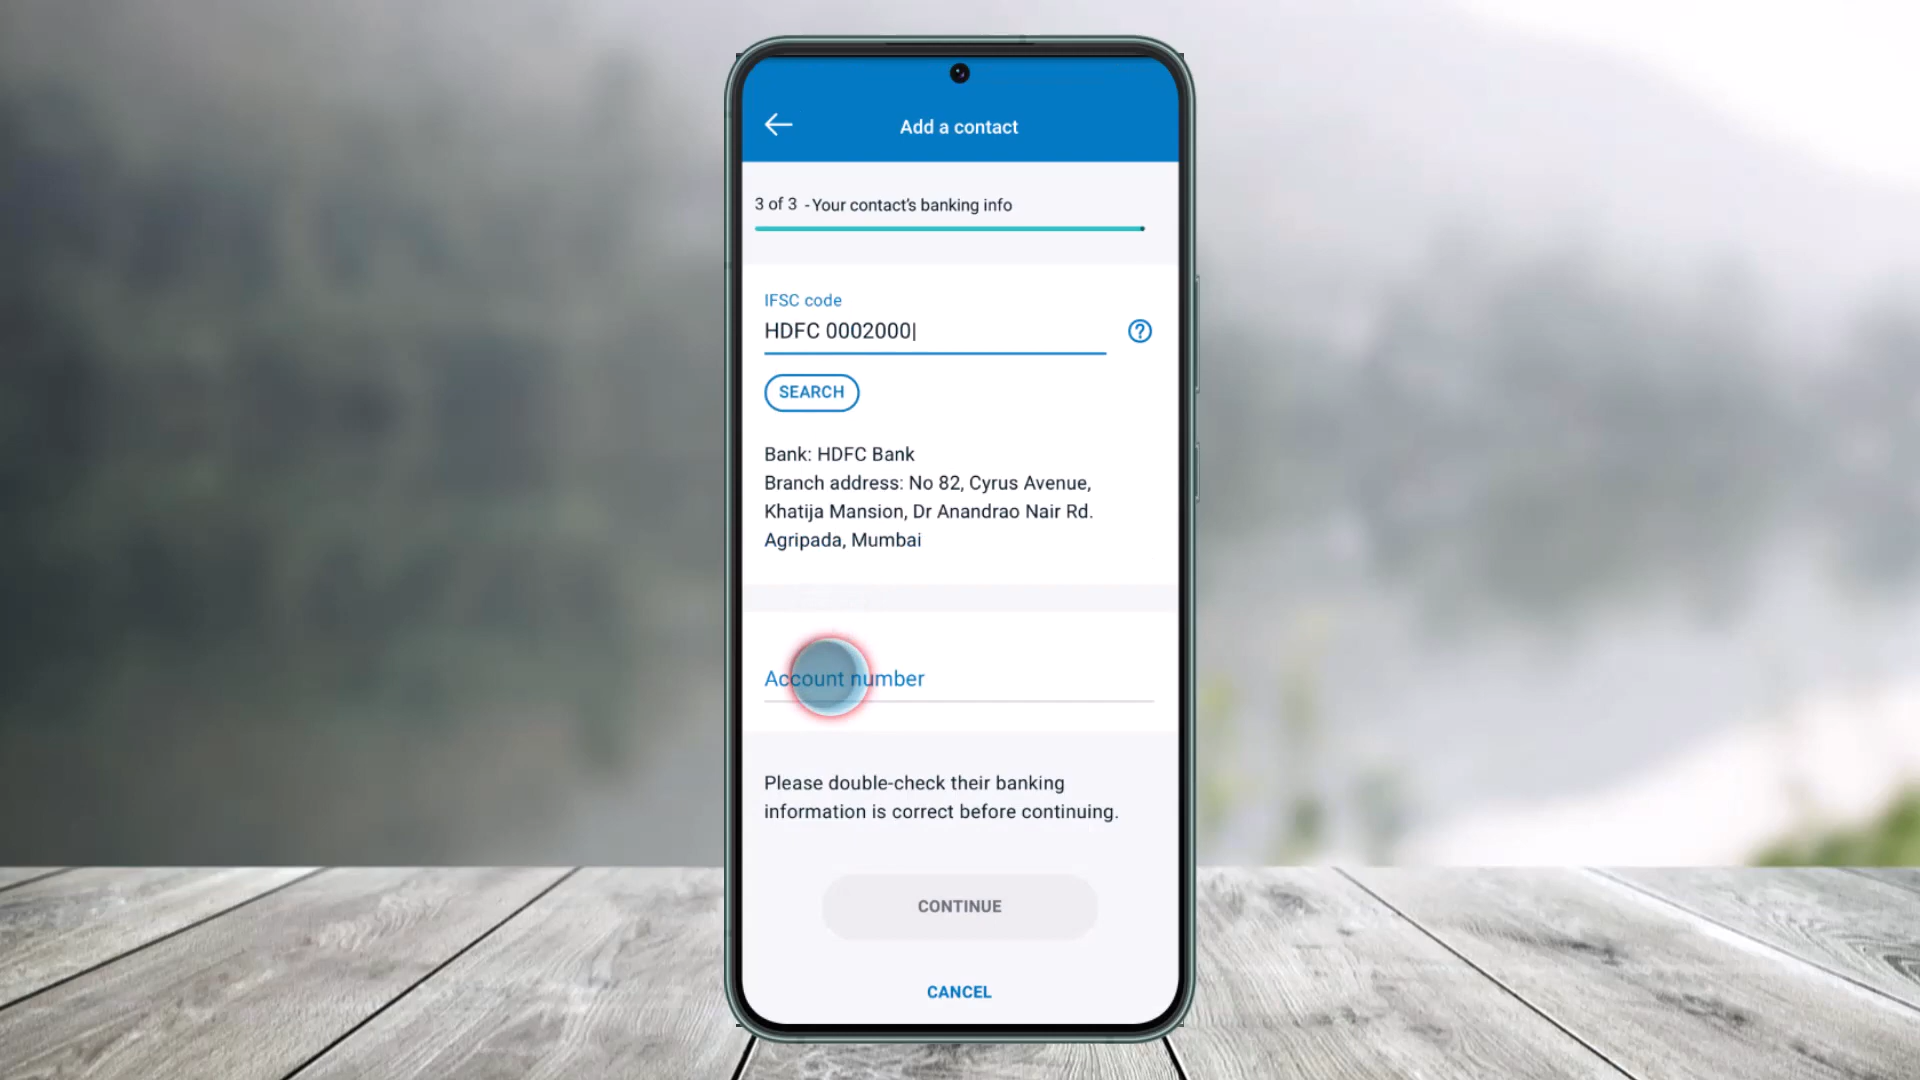 Add a contact
3 of 3 - Your contact's banking info
IFSC code
HDFC 0002000
SEARCH
Bank: HDFC Bank
Branch address: No 82, Cyrus Avenue,
Khatija Mansion, Dr Anandrao Nair Rd.
Agripada, Mumbai
Account number
Please double-check their banking
information is correct before continuing.
CONTINUE
CANCEL